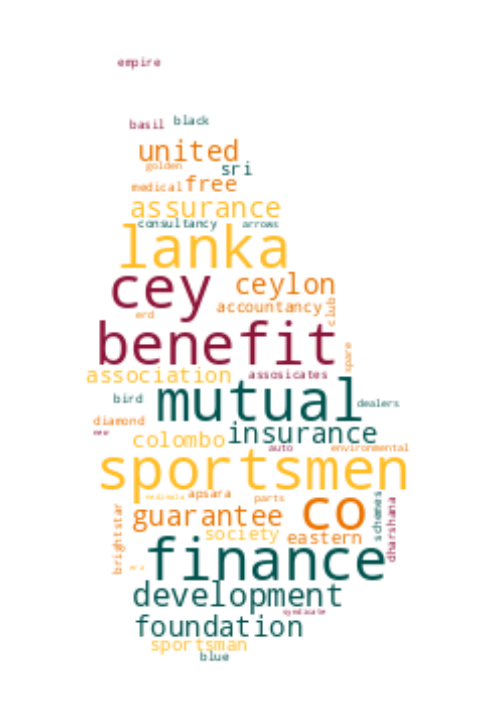 empire
basil black
united
golden sri
medical free
assurance
consultancy arrows
lanka
cey ceylon
accountancy club
erd
benefit
spare
association assosicates
bird mutual dealers
diamond insurance
new colombo
auto environmental
sportsmen
apsara parts
brightstar guarantee co schemes dharshana
society eastern
finance
development
syndicate
foundation
sportsman
blue